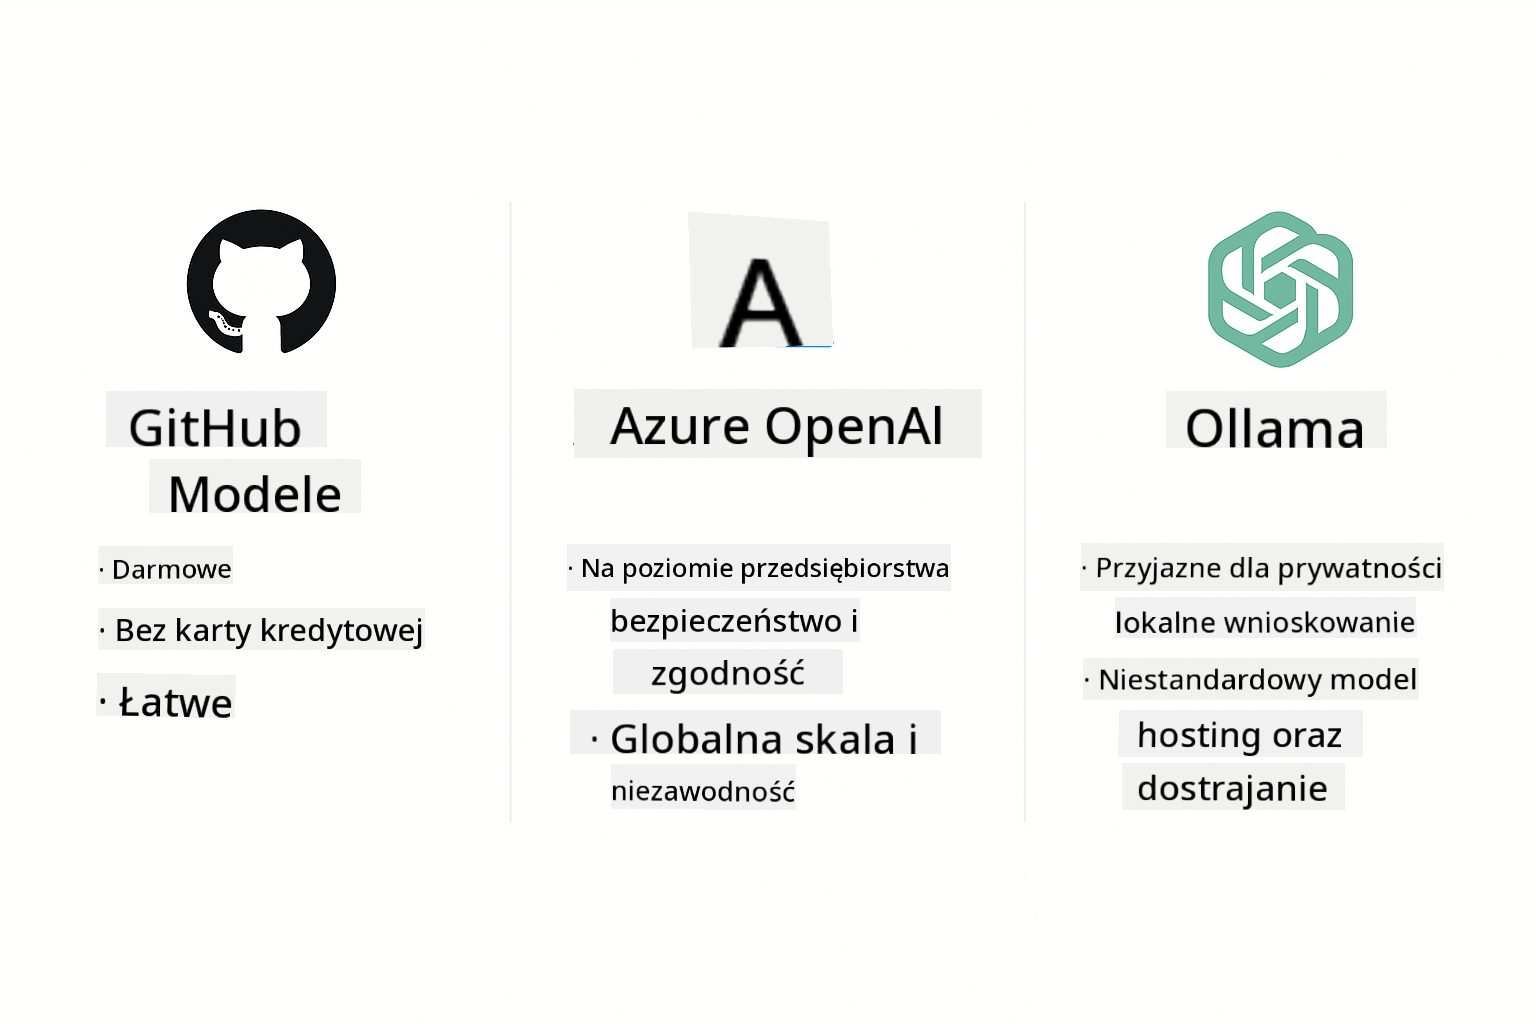 GitHub
Modele
· Darmowe
· Bez karty kredytowej
· Łatwe
A
Azure OpenAl
· Na poziomie przedsiębiorstwa
bezpieczeństwo i
zgodność
· Globalna skala i
niezawodność
Ollama
· Przyjazne dla prywatności
lokalne wnioskowanie
· Niestandardowy model
hosting oraz
dostrajanie